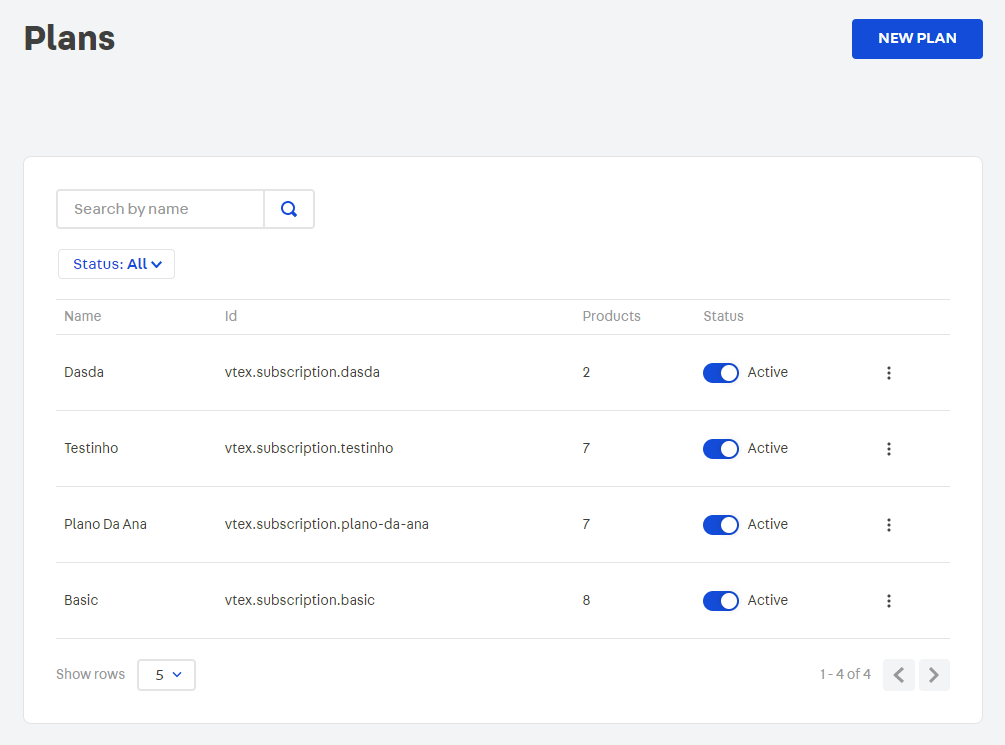 Plans
NEW PLAN
Search by name
Status: All
Name Id Products Status
Dasda vtex.subscription.dasda 2 Active
Testinho vtex.subscription.testinho 7 Active
Plano Da Ana vtex.subscription.plano-da-ana 7 Active
Basic vtex.subscription.basic 8 Active
Show rows 5 1 - 4 of 4